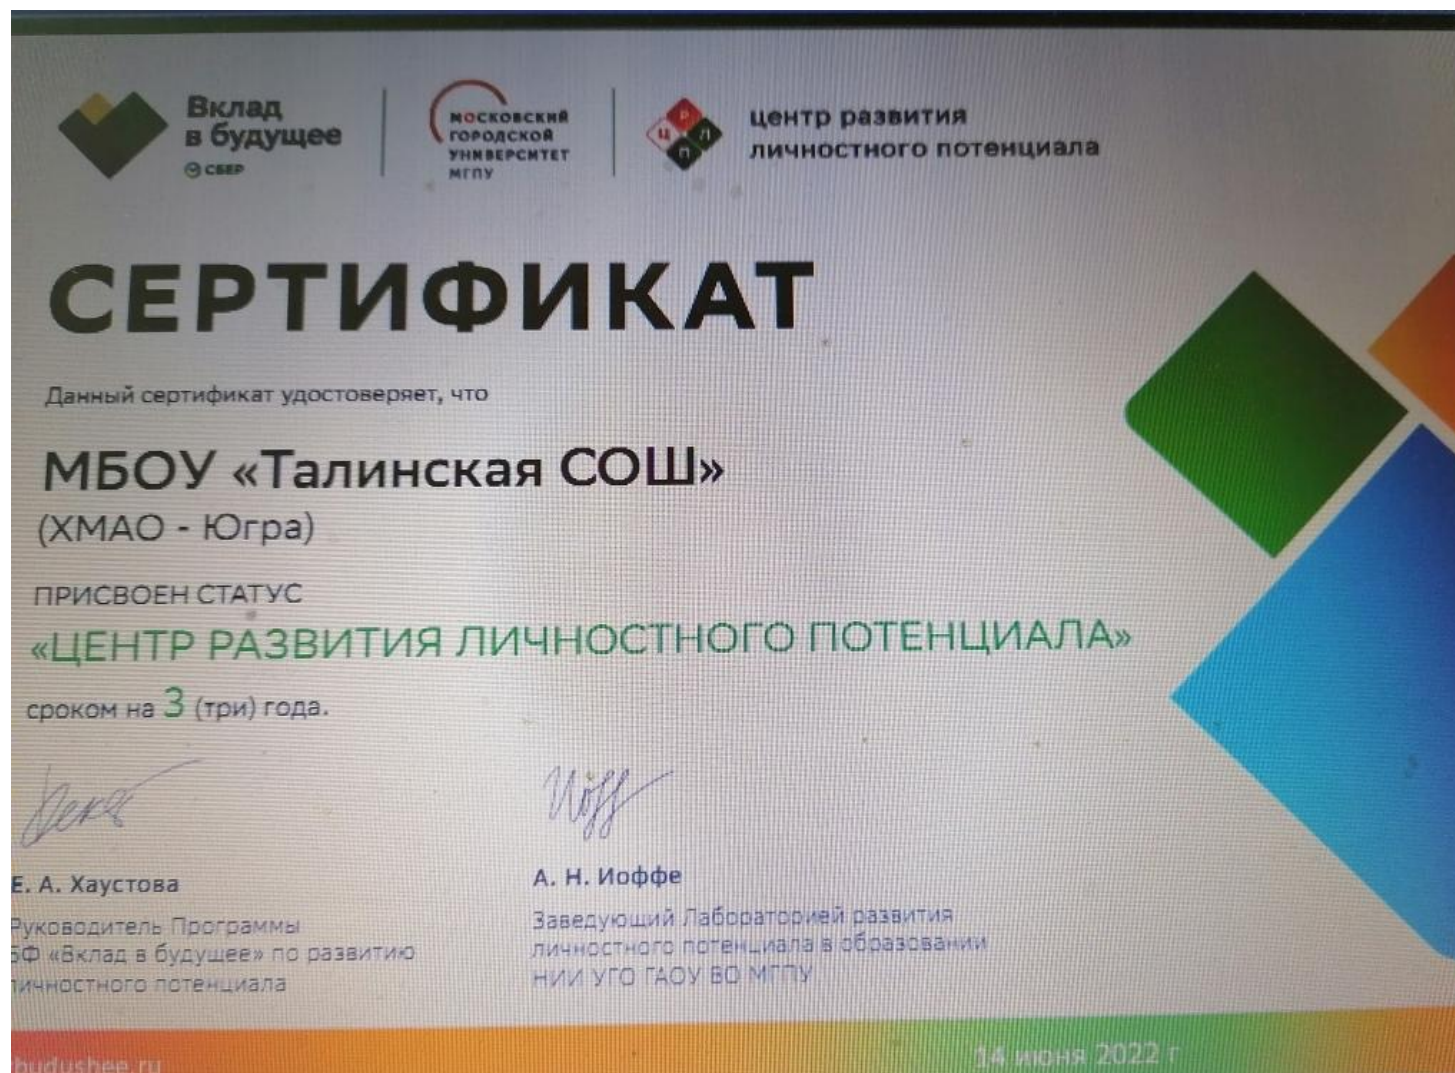 Вклад
в будущее
СБЕР
МОСКОВСКИЙ
ГОРОДСКОЙ
УНИВЕРСИТЕТ
МГПУ
Ц Р Л П
центр развития
личностного потенциала
СЕРТИФИКАТ
Данный сертификат удостоверяет, что
МБОУ «Талинская СОШ»
(ХМАО - Югра)
ПРИСВОЕН СТАТУС
«ЦЕНТР РАЗВИТИЯ ЛИЧНОСТНОГО ПОТЕНЦИАЛА»
сроком на 3 (три) года.
Е. А. Хаустова
Руководитель Программы
БФ «Вклад в будущее» по развитию
личностного потенциала
А. Н. Иоффе
Заведующий Лабораторией развития
личностного потенциала в образовании
НИИ УГО ГАОУ ВО МГПУ
budushee.ru
14 июня 2022 г